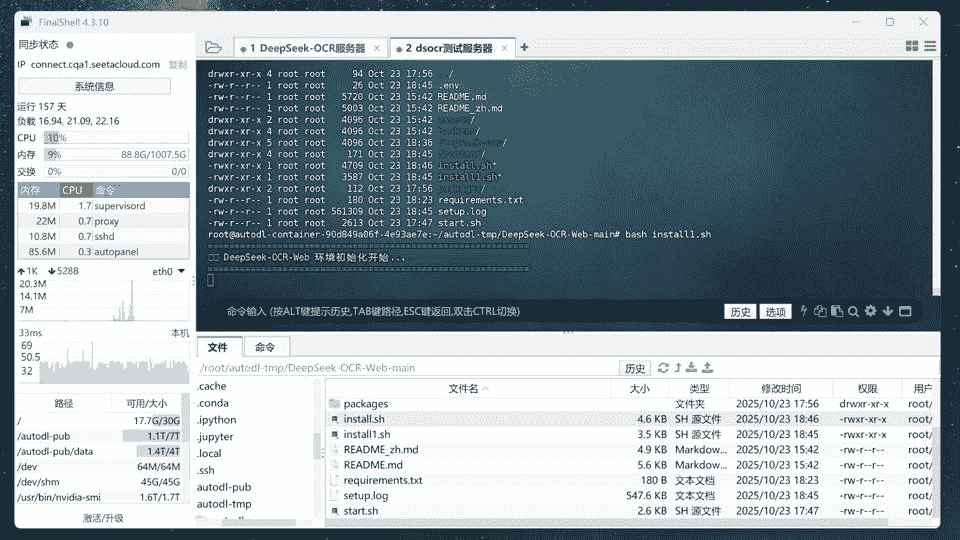 FinalShell 4.3.10
同步状态
IP connect.cqa1.seetacloud.com 复制
系统信息
运行 157 天
负载 16.94, 21.09, 22.16
CPU 10%
内存 9% 88.8G/1007.5G
交换 0% 0/0
内存 CPU 命令
19.8M 1.7 supervisord
22M 0.7 proxy
10.8M 0.7 sshd
85.6M 0.3 autopanel
1K 528B eth0
20.3M
14.1M
7M
33ms 本机
69
50.5
32
路径 可用/大小
/ 17.7G/30G
/autodl-pub 1.1T/7T
/autodl-pub/data 1.4T/4T
/dev 64M/64M
/dev/shm 45G/45G
/usr/bin/nvidia-smi 1.6T/1.7T
激活/升级
1 DeepSeek-OCR服务器 ×
2 dsocr测试服务器 × +
drwxr-xr-x 4 root root 94 Oct 23 17:56 ../
-rw-r--r-- 1 root root 26 Oct 23 18:45 .env
-rw-r--r-- 1 root root 5720 Oct 23 15:42 README.md
-rw-r--r-- 1 root root 5003 Oct 23 15:42 README_zh.md
drwxr-xr-x 2 root root 4096 Oct 23 15:42 assets/
drwxr-xr-x 4 root root 4096 Oct 23 15:42 backend/
drwxr-xr-x 5 root root 4096 Oct 23 18:36
drwxr-xr-x 4 root root 171 Oct 23 18:45 frontend/
-rwxr-xr-x 1 root root 4709 Oct 23 18:46 install.sh*
-rwxr-xr-x 1 root root 3587 Oct 23 18:45 install1.sh*
drwxr-xr-x 2 root root 112 Oct 23 17:56 packages/
-rw-r--r-- 1 root root 180 Oct 23 18:23 requirements.txt
-rw-r--r-- 1 root root 561309 Oct 23 18:45 setup.log
-rw-r--r-- 1 root root 2613 Oct 23 17:47 start.sh
root@autodl-container-90d849a06f-4e93ae7e:~/autodl-tmp/DeepSeek-OCR-Web-main# bash install1.sh
DeepSeek-OCR-Web 环境初始化开始...
命令输入 (按ALT键提示历史,TAB键路径,ESC键返回,双击CTRL切换) 历史 选项
文件 命令
/root/autodl-tmp/DeepSeek-OCR-Web-main 历史
.cache
.conda
.ipython
.jupyter
.local
.ssh
autodl-pub
autodl-tmp
文件名 大小 类型 修改时间 权限 用户
packages 文件夹 2025/10/23 17:56 drwxr-xr-x root/
install.sh 4.6 KB SH 源文件 2025/10/23 18:46 -rwxr-xr-x root/
install1.sh 3.5 KB SH 源文件 2025/10/23 18:45 -rwxr-xr-x root/
README_zh.md 4.9 KB Markdow... 2025/10/23 15:42 -rw-r--r-- root/
README.md 5.6 KB Markdow... 2025/10/23 15:42 -rw-r--r-- root/
requirements.txt 180 B 文本文档 2025/10/23 18:23 -rw-r--r-- root/
setup.log 547.6 KB 文本文档 2025/10/23 18:45 -rw-r--r-- root/
start.sh 2.6 KB SH 源文件 2025/10/23 17:47 -rw-r--r-- root/